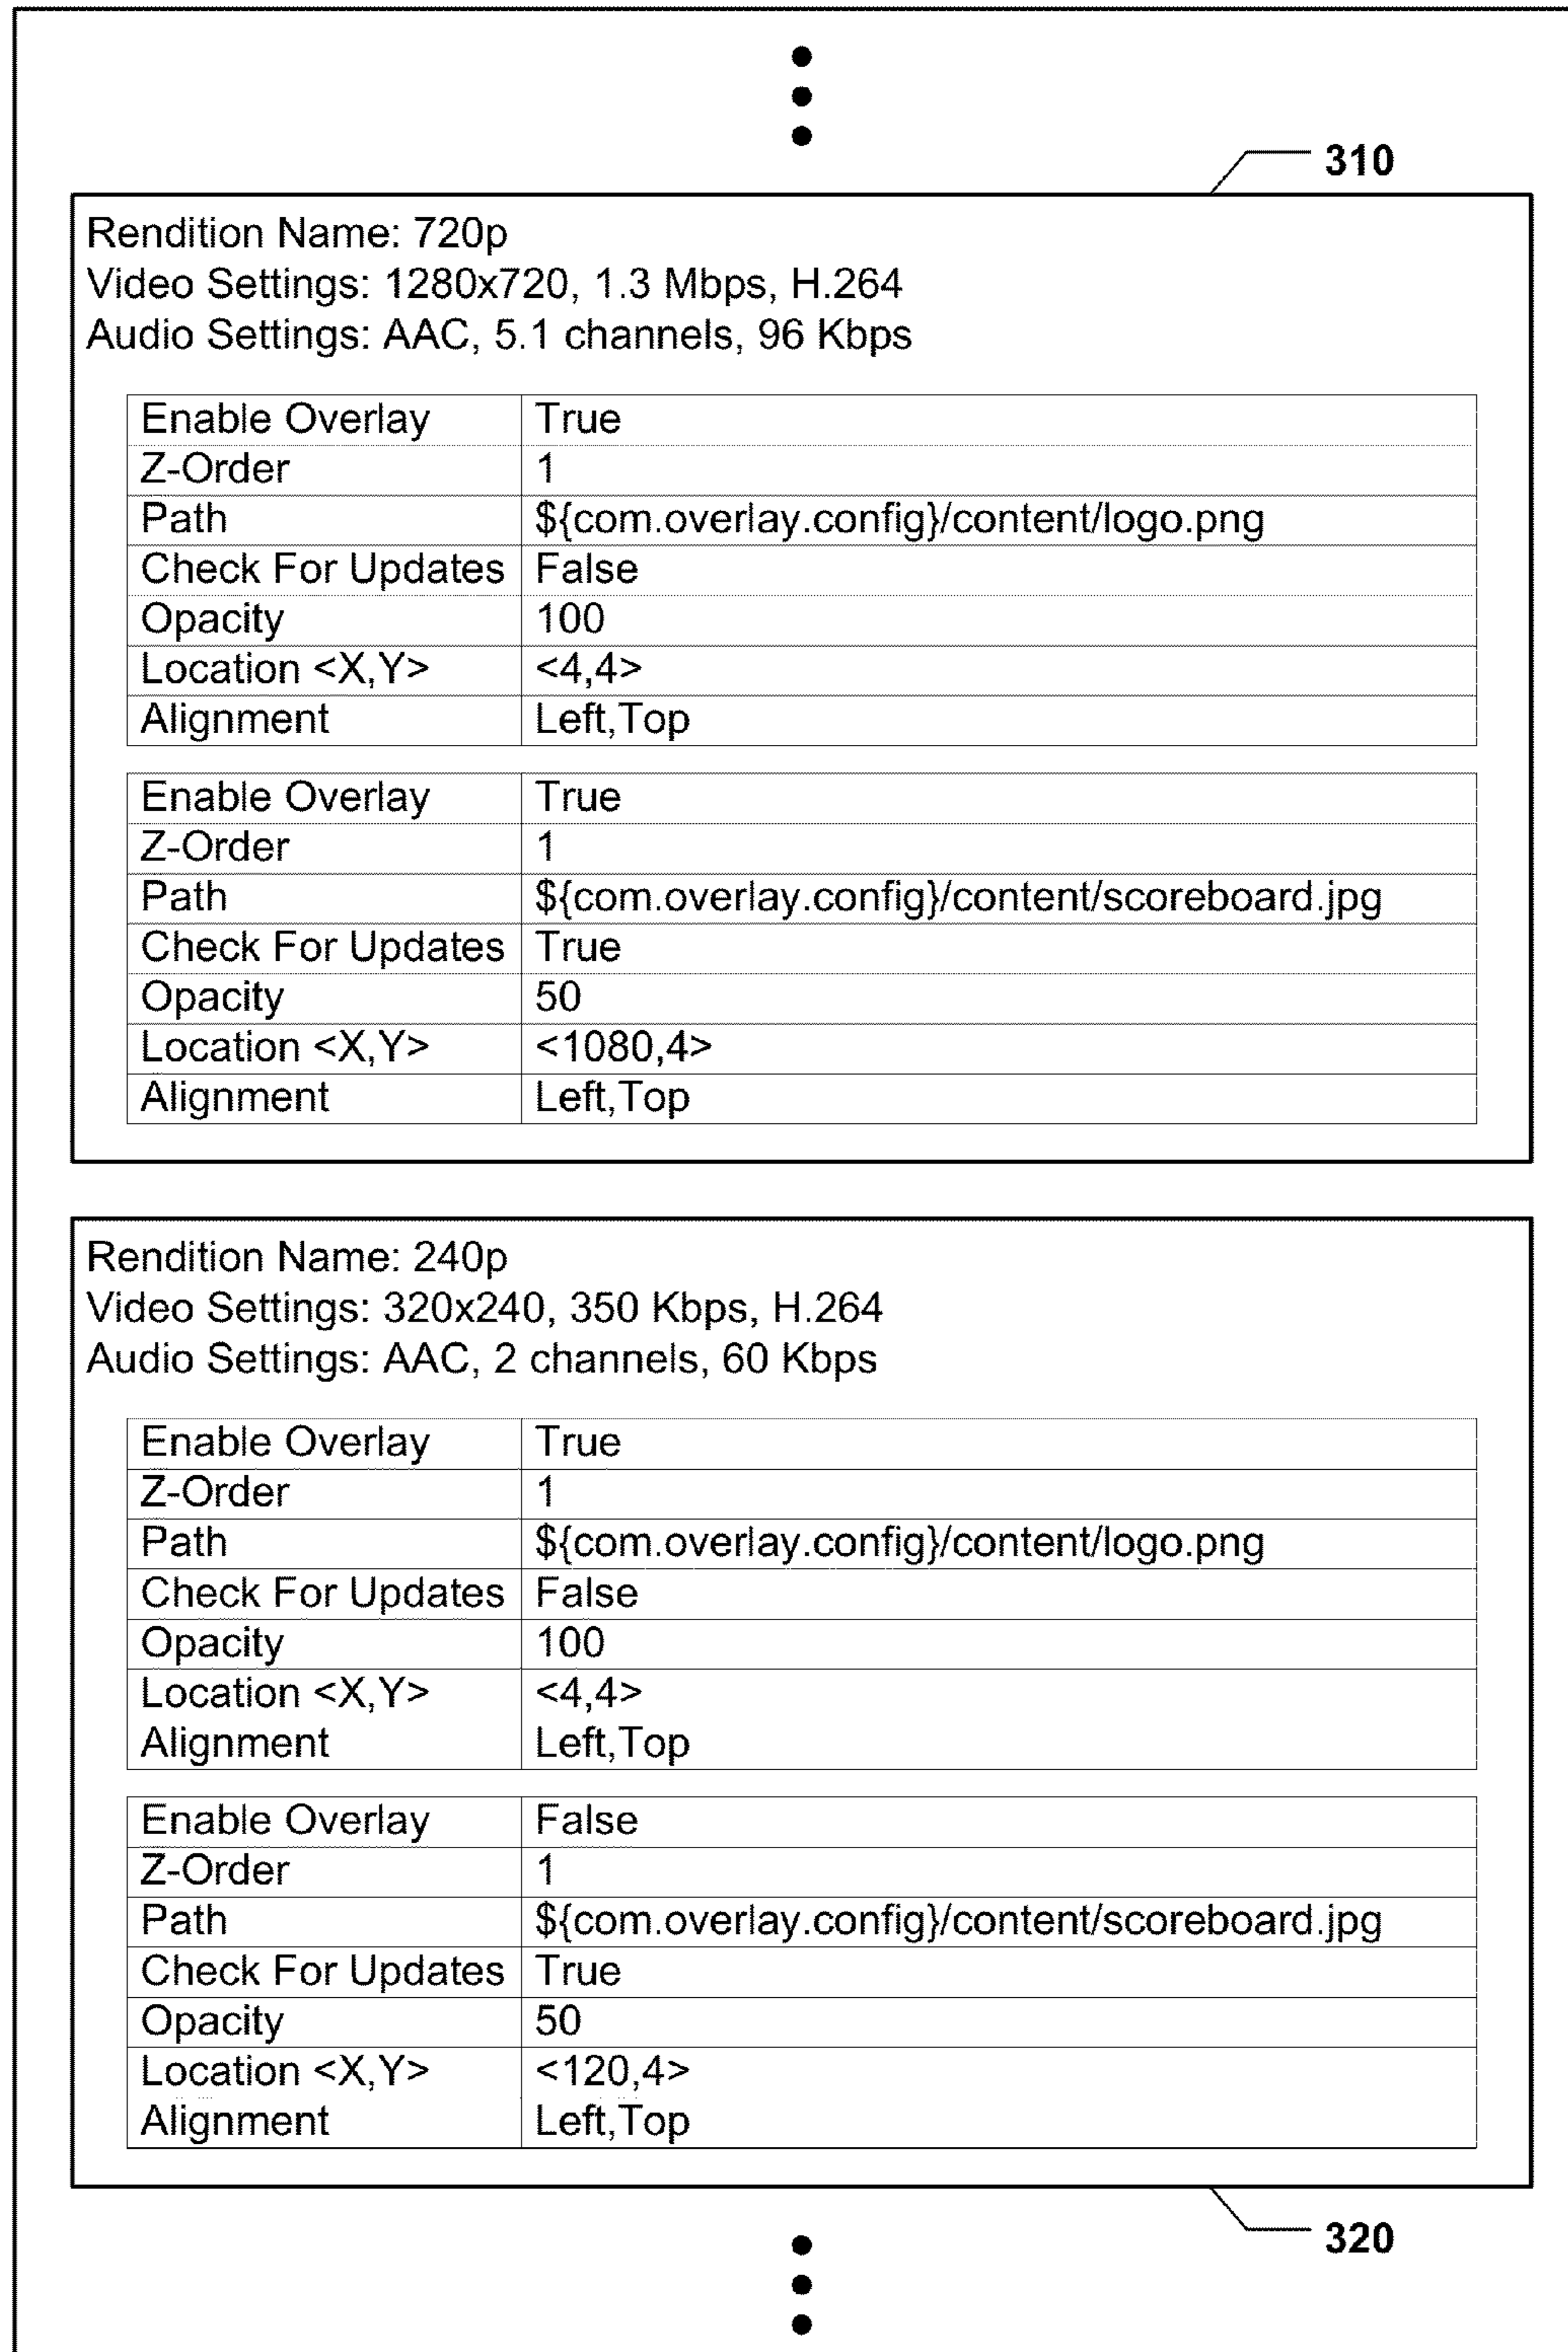 310
Rendition Name: 720p
Video Settings: 1280x720, 1.3 Mbps, H.264
Audio Settings: AAC, 5.1 channels, 96 Kbps
Enable Overlay True
Z-Order 1
Path ${com.overlay.config}/content/logo.png
Check For Updates False
Opacity 100
Location <X,Y> <4,4>
Alignment Left,Top
Enable Overlay True
Z-Order 1
Path ${com.overlay.config}/content/scoreboard.jpg
Check For Updates True
Opacity 50
Location <X,Y> <1080,4>
Alignment Left,Top
Rendition Name: 240p
Video Settings: 320x240, 350 Kbps, H.264
Audio Settings: AAC, 2 channels, 60 Kbps
Enable Overlay True
Z-Order 1
Path ${com.overlay.config}/content/logo.png
Check For Updates False
Opacity 100
Location <X,Y> <4,4>
Alignment Left,Top
Enable Overlay False
Z-Order 1
Path ${com.overlay.config}/content/scoreboard.jpg
Check For Updates True
Opacity 50
Location <X,Y> <120,4>
Alignment Left,Top
320